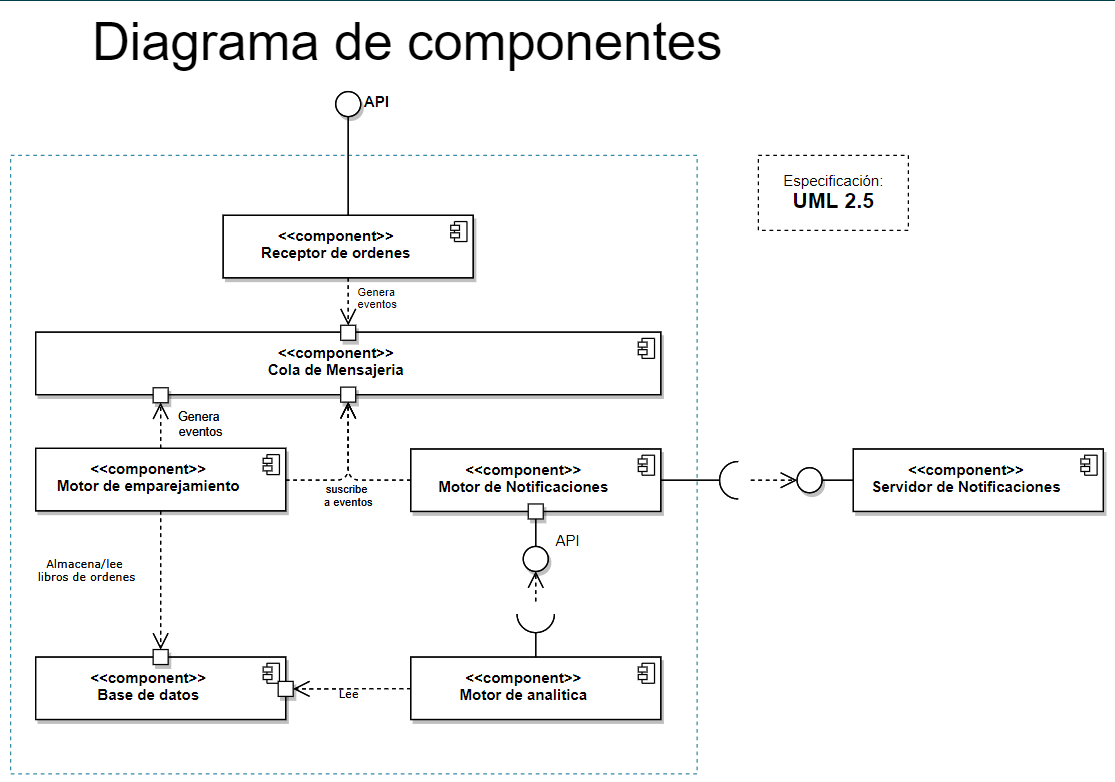 Diagrama de componentes
API
Especificación:
UML 2.5
<<component>>
Receptor de ordenes
Genera
eventos
<<component>>
Cola de Mensajeria
Genera
eventos
<<component>>
Motor de emparejamiento
suscribe
a eventos
<<component>>
Motor de Notificaciones
<<component>>
Servidor de Notificaciones
API
Almacena/lee
libros de ordenes
<<component>>
Base de datos
Lee
<<component>>
Motor de analitica